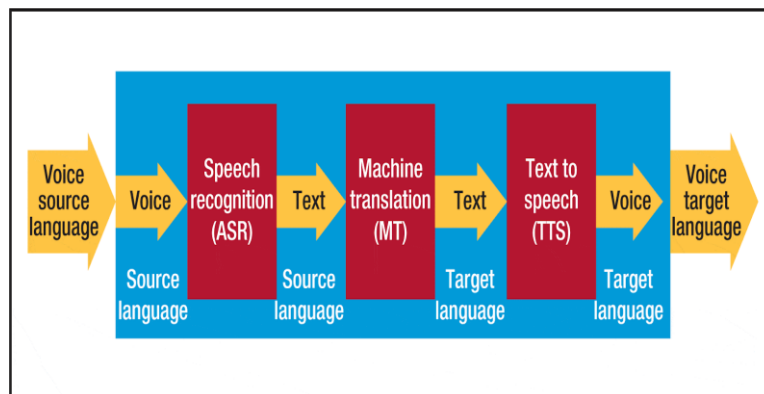 Voice
source
language
Voice
Source
language
Speech
recognition
(ASR)
Text
Source
language
Machine
translation
(MT)
Text
Target
language
Text to
speech
(TTS)
Voice
Target
language
Voice
target
language